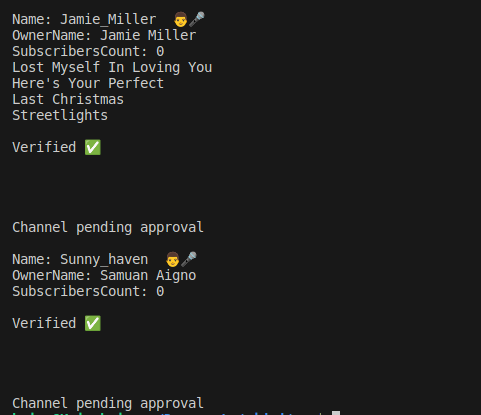 Name: Jamie_Miller 👨‍🎤
OwnerName: Jamie Miller
SubscribersCount: 0
Lost Myself In Loving You
Here's Your Perfect
Last Christmas
Streetlights
Verified ✅
Channel pending approval
Name: Sunny_haven 👨‍🎤
OwnerName: Samuan Aigno
SubscribersCount: 0
Verified ✅
Channel pending approval